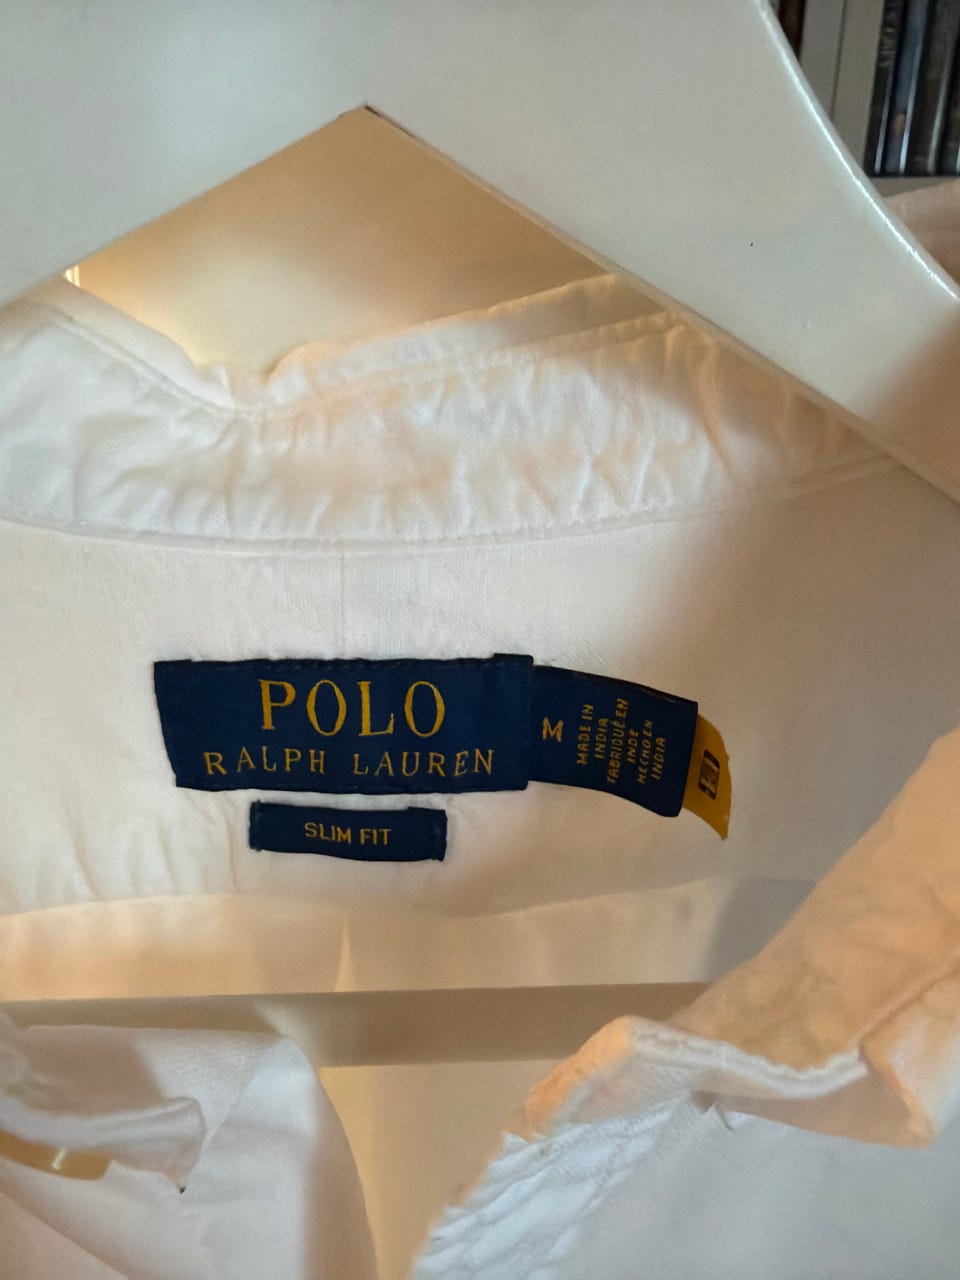 POLO
RALPH LAUREN
SLIM FIT
M
MADE IN
INDIA
FABRIQUÉ EN
INDE
HECHO EN
INDIA